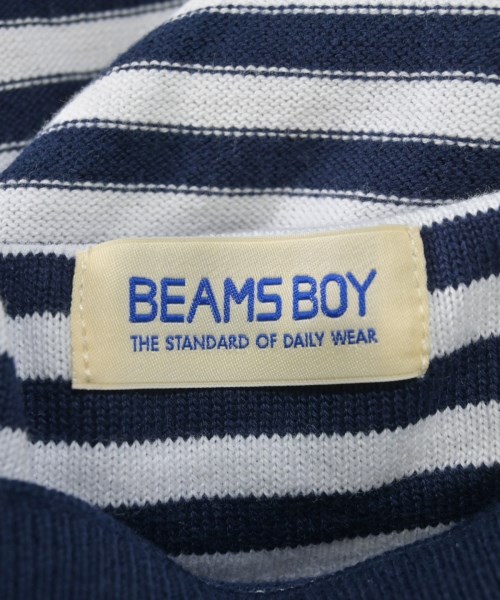 BEAMS BOY
THE STANDARD OF DAILY WEAR